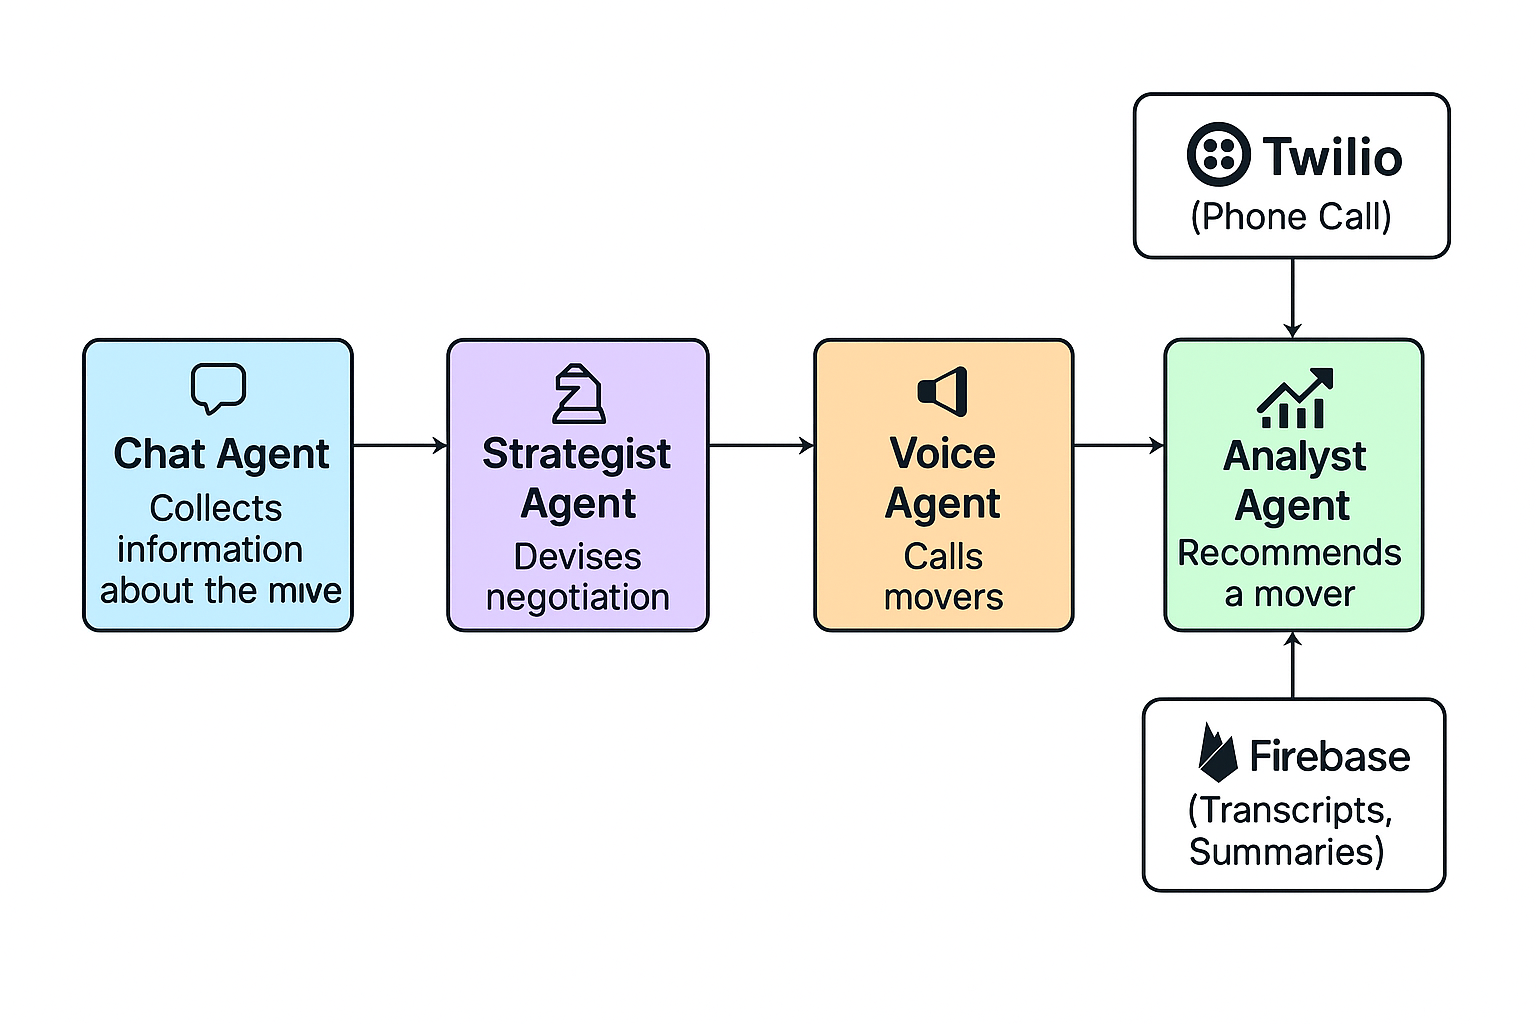 Twilio
(Phone Call)
Chat Agent
Collects
information
about the mıve
Strategist
Agent
Devises
negotiation
Voice
Agent
Calls
movers
Analyst
Agent
Recommends
a mover
Firebase
(Transcripts,
Summaries)